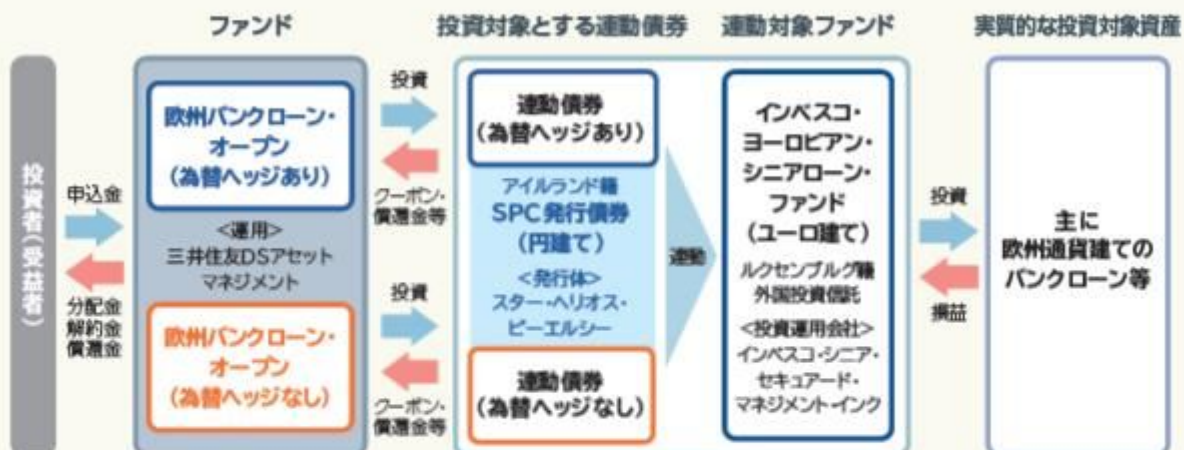 ファンド
投資対象とする連動債券
連動対象ファンド
実質的な投資対象資産
投資者(受益者)
申込金
分配金
解約金
償還金
欧州バンクローン・
オープン
(為替ヘッジあり)
<運用>
三井住友DSアセット
マネジメント
欧州バンクローン・
オープン
(為替ヘッジなし)
投資
クーポン・
償還金等
投資
クーポン・
償還金等
連動債券
(為替ヘッジあり)
アイルランド籍
SPC発行債券
(円建て)
<発行体>
スター・ヘリオス・
ピーエルシー
連動債券
(為替ヘッジなし)
連動
インベスコ・
ヨーロピアン・
シニアローン・
ファンド
(ユーロ建て)
ルクセンブルグ籍
外国投資信託
<投資運用会社>
インベスコ・シニア・
セキュアード・
マネジメント・インク
投資
損益
主に
欧州通貨建ての
バンクローン等